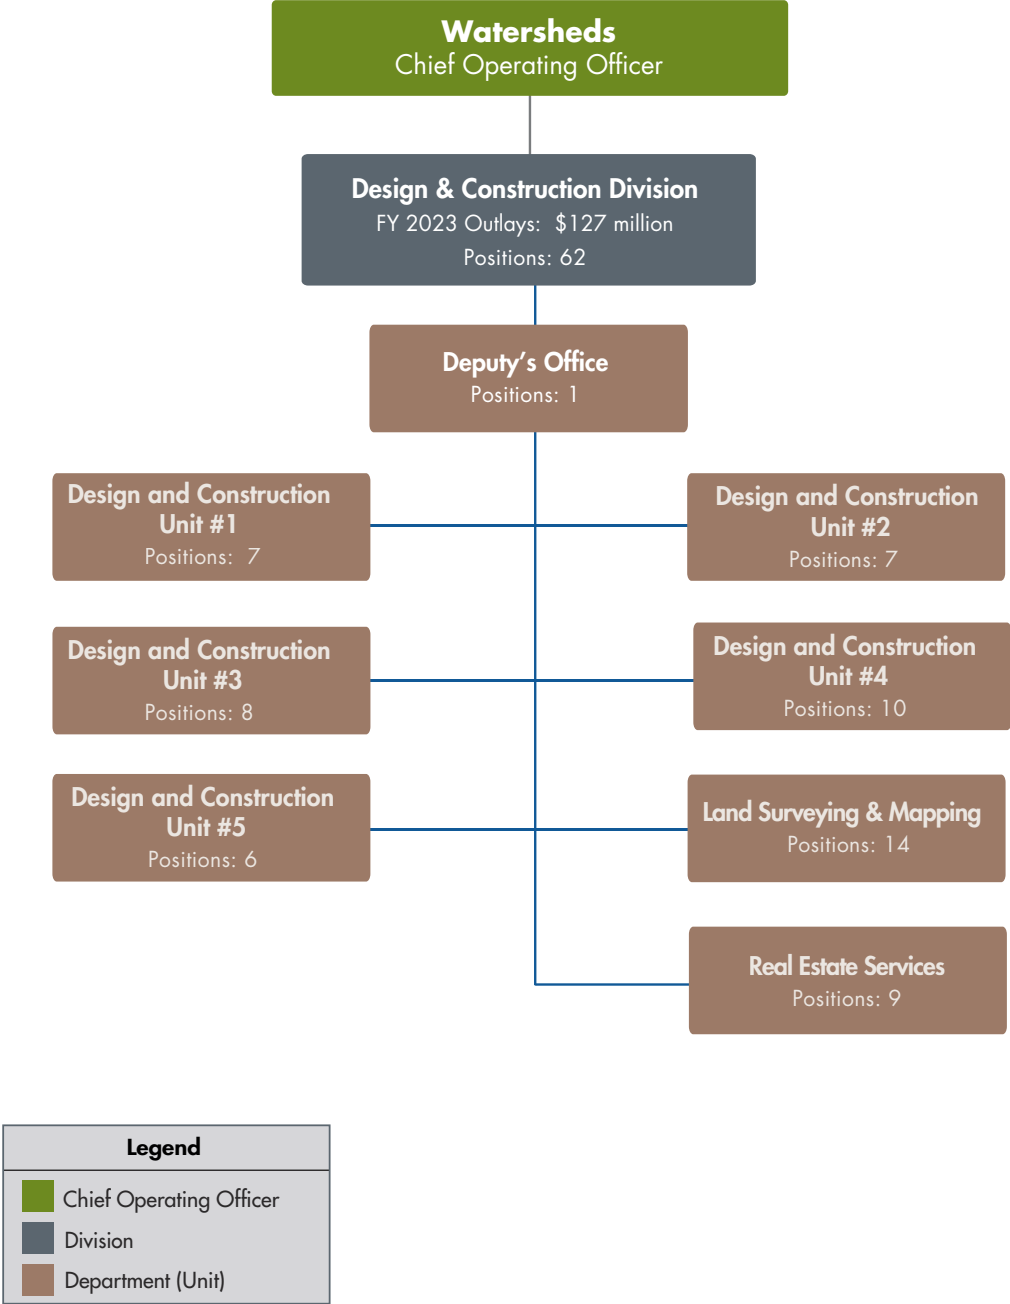 Watersheds
Chief Operating Officer
Design & Construction Division
FY 2023 Outlays:  $127 million
Positions: 62
Deputy’s Office
Positions: 1
Design and Construction
Unit #1
Positions:  7
Design and Construction
Unit #2
Positions: 7
Design and Construction
Unit #3
Positions: 8
Design and Construction
Unit #4
Positions: 10
Design and Construction
Unit #5
Positions: 6
Land Surveying & Mapping
Positions: 14
Real Estate Services
Positions: 9
Legend
Chief Operating Officer
Division
Department (Unit)